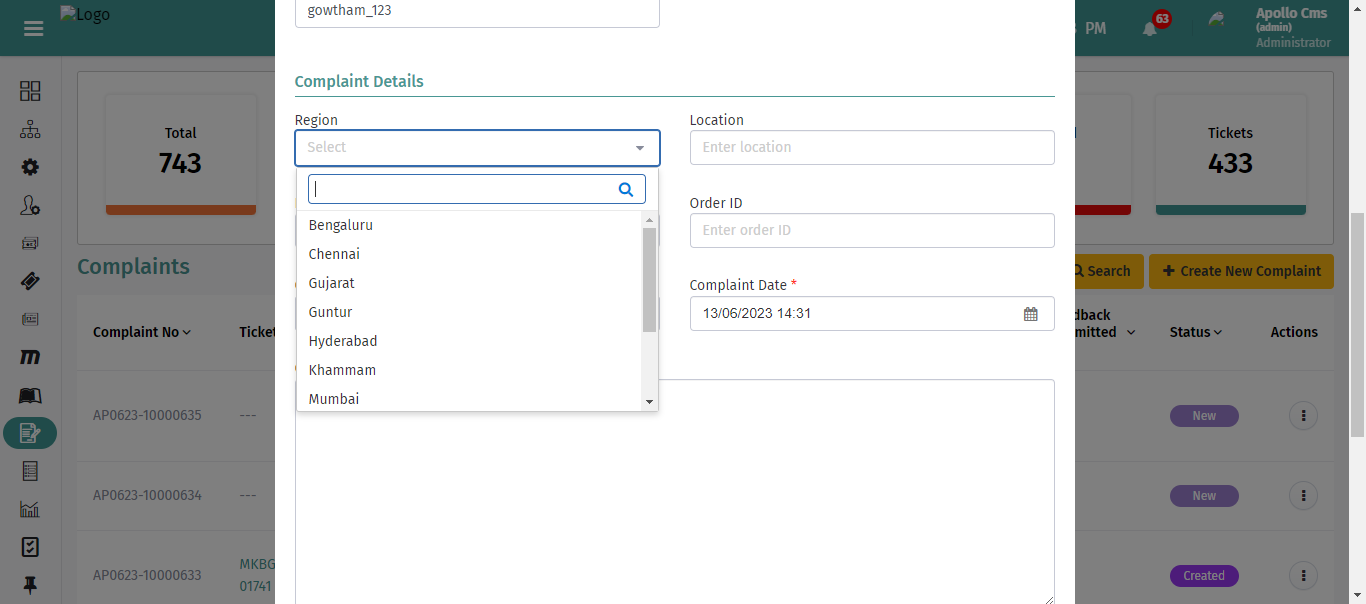 Logo
PM
63
Apollo Cms
(admin)
Administrator
gowtham_123
Complaint Details
Region
Select
Location
Enter location
Bengaluru
Chennai
Gujarat
Guntur
Hyderabad
Khammam
Mumbai
Order ID
Enter order ID
Complaint Date *
13/06/2023 14:31
Total
743
Tickets
433
Complaints
Search
Create New Complaint
Complaint No
Status
Actions
AP0623-10000635
---
New
AP0623-10000634
---
New
AP0623-10000633
MKBG
01741
Created